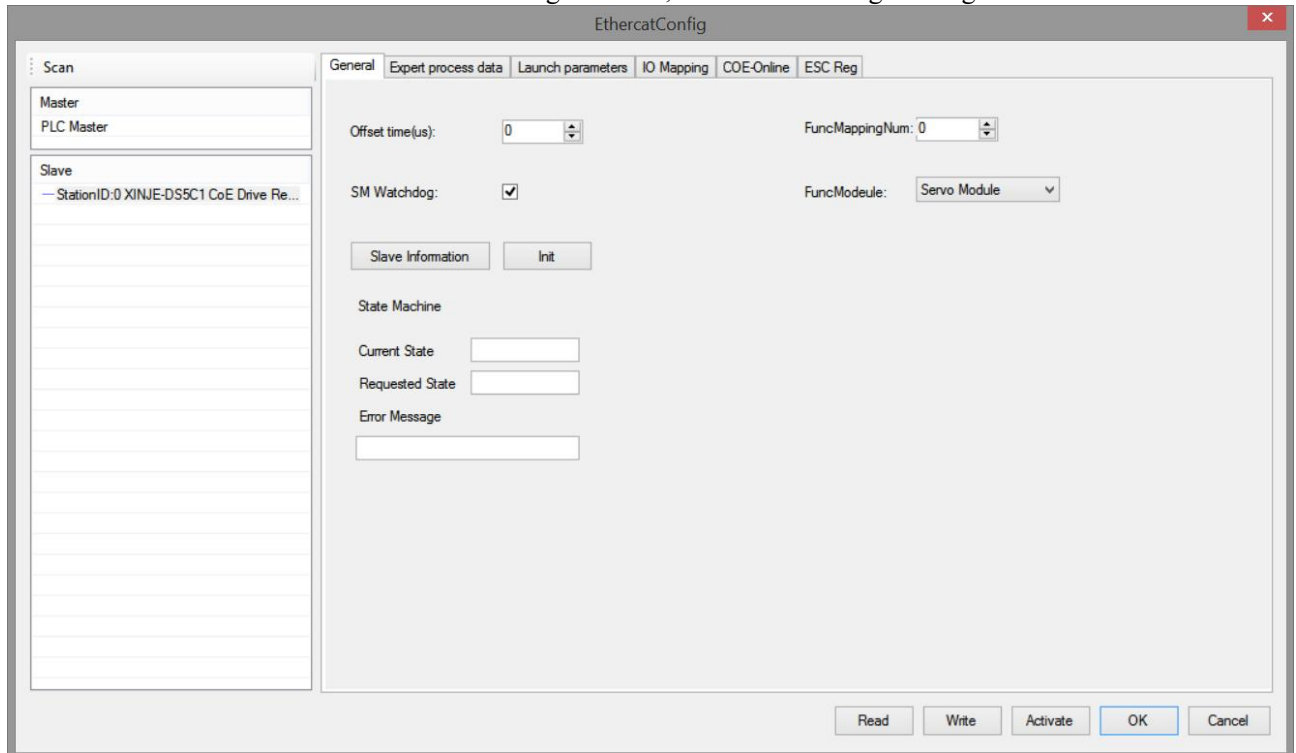 EthercatConfig
Scan
Master
PLC Master
Slave
StationID:0 XINJE-DS5C1 CoE Drive Re...
General Expert process data Launch parameters IO Mapping COE-Online ESC Reg
Offset time(us): 0 FuncMappingNum: 0
SM Watchdog: FuncModeule: Servo Module
Slave Information Init
State Machine
Current State
Requested State
Error Message
Read Write Activate OK Cancel